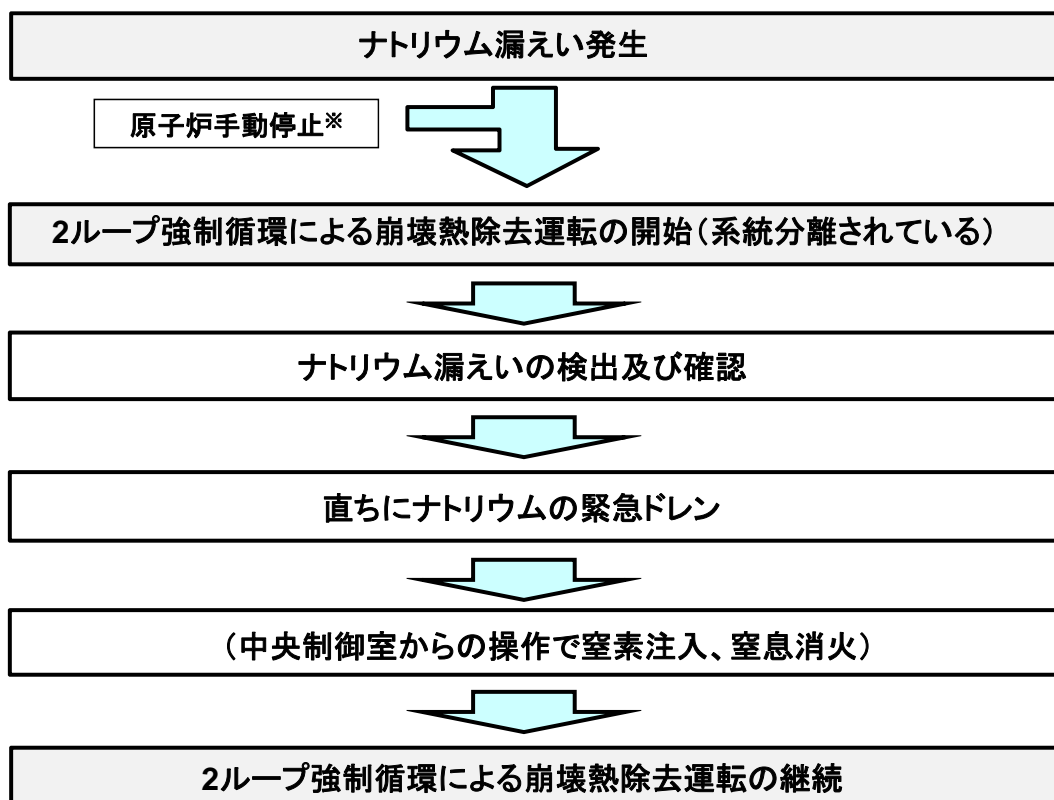 ナトリウム漏えい発生
原子炉手動停止※
2ループ強制循環による崩壊熱除去運転の開始（系統分離されている）
ナトリウム漏えいの検出及び確認
直ちにナトリウムの緊急ドレン
（中央制御室からの操作で窒素注入、窒息消火）
2ループ強制循環による崩壊熱除去運転の継続